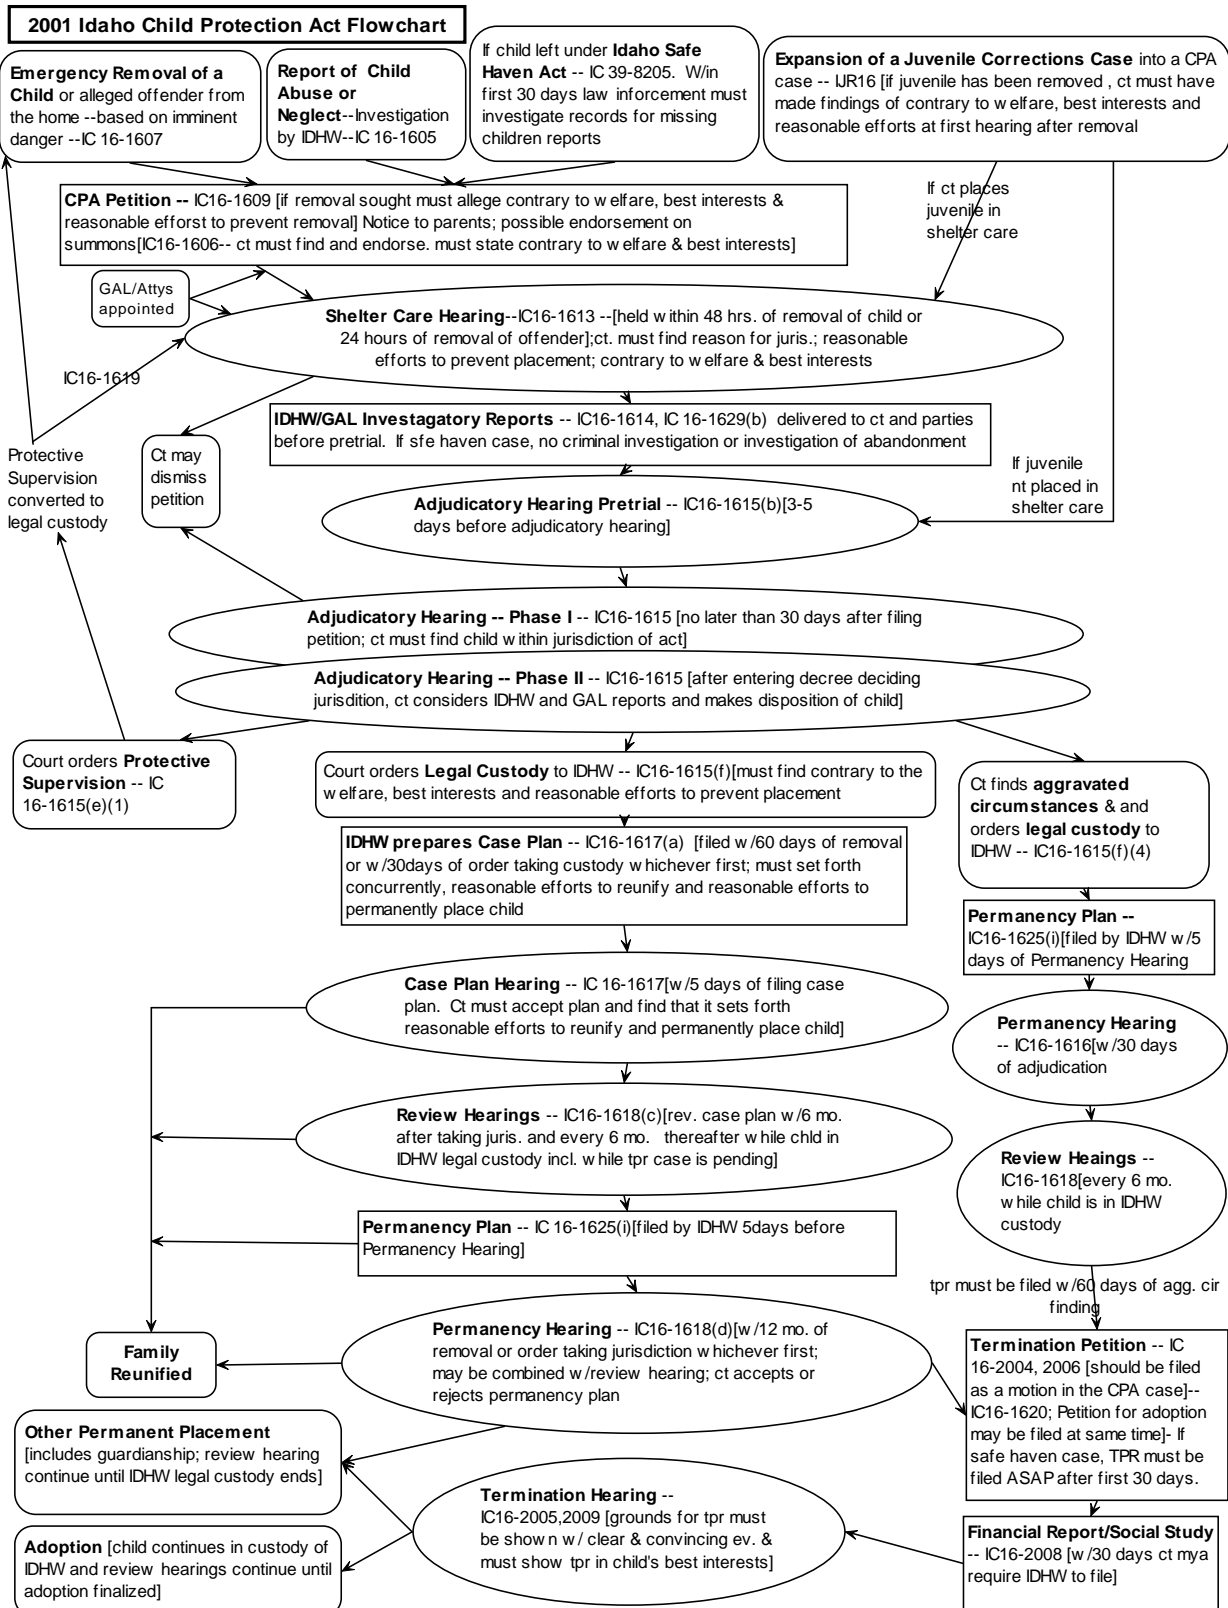 2001 Idaho Child Protection Act Flowchart
Emergency Removal of a
Child or alleged offender from
the home --based on imminent
danger --IC 16-1607
Report of Child
Abuse or
Neglect--Investigation
by IDHW--IC 16-1605
If child left under Idaho Safe
Haven Act -- IC 39-8205. W/in
first 30 days law inforcement must
investigate records for missing
children reports
Expansion of a Juvenile Corrections Case into a CPA
case -- IJR16 [if juvenile has been removed , ct must have
made findings of contrary to welfare, best interests and
reasonable efforts at first hearing after removal
CPA Petition -- IC16-1609 [if removal sought must allege contrary to welfare, best interests &
reasonable efforst to prevent removal] Notice to parents; possible endorsement on
summons[IC16-1606-- ct must find and endorse. must state contrary to welfare & best interests]
If ct places
juvenile in
shelter care
GAL/Attys
appointed
Shelter Care Hearing--IC16-1613 --[held within 48 hrs. of removal of child or
24 hours of removal of offender];ct. must find reason for juris.; reasonable
efforts to prevent placement; contrary to welfare & best interests
IC16-1619
IDHW/GAL Investagatory Reports -- IC16-1614, IC 16-1629(b) delivered to ct and parties
before pretrial. If sfe haven case, no criminal investigation or investigation of abandonment
Protective
Supervision
converted to
legal custody
Ct may
dismiss
petition
If juvenile
nt placed in
shelter care
Adjudicatory Hearing Pretrial -- IC16-1615(b)[3-5
days before adjudicatory hearing]
Adjudicatory Hearing -- Phase I -- IC16-1615 [no later than 30 days after filing
petition; ct must find child within jurisdiction of act]
Adjudicatory Hearing -- Phase II -- IC16-1615 [after entering decree deciding
jurisdition, ct considers IDHW and GAL reports and makes disposition of child]
Court orders Protective
Supervision -- IC
16-1615(e)(1)
Court orders Legal Custody to IDHW -- IC16-1615(f)[must find contrary to the
welfare, best interests and reasonable efforts to prevent placement
Ct finds aggravated
circumstances & and
orders legal custody to
IDHW -- IC16-1615(f)(4)
IDHW prepares Case Plan -- IC16-1617(a) [filed w/60 days of removal
or w/30days of order taking custody whichever first; must set forth
concurrently, reasonable efforts to reunify and reasonable efforts to
permanently place child
Permanency Plan --
IC16-1625(i)[filed by IDHW w/5
days of Permanency Hearing
Case Plan Hearing -- IC 16-1617[w/5 days of filing case
plan. Ct must accept plan and find that it sets forth
reasonable efforts to reunify and permanently place child]
Permanency Hearing
-- IC16-1616[w/30 days
of adjudication
Review Hearings -- IC16-1618(c)[rev. case plan w/6 mo.
after taking juris. and every 6 mo. thereafter while chld in
IDHW legal custody incl. while tpr case is pending]
Review Heaings --
IC16-1618[every 6 mo.
while child is in IDHW
custody
Permanency Plan -- IC 16-1625(i)[filed by IDHW 5days before
Permanency Hearing]
tpr must be filed w/60 days of agg. cir
finding
Family
Reunified
Permanency Hearing -- IC16-1618(d)[w/12 mo. of
removal or order taking jurisdiction whichever first;
may be combined w/review hearing; ct accepts or
rejects permanency plan
Termination Petition -- IC
16-2004, 2006 [should be filed
as a motion in the CPA case]--
IC16-1620; Petition for adoption
may be filed at same time]- If
safe haven case, TPR must be
filed ASAP after first 30 days.
Other Permanent Placement
[includes guardianship; review hearing
continue until IDHW legal custody ends]
Termination Hearing --
IC16-2005,2009 [grounds for tpr must
be shown w/ clear & convincing ev. &
must show tpr in child's best interests]
Adoption [child continues in custody of
IDHW and review hearings continue until
adoption finalized]
Financial Report/Social Study
-- IC16-2008 [w/30 days ct mya
require IDHW to file]